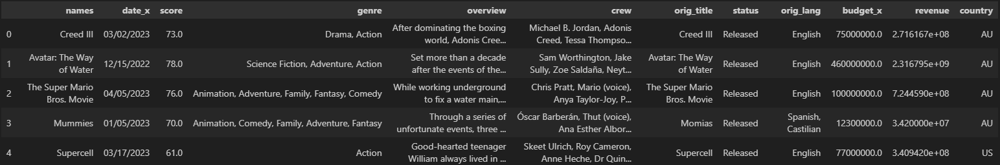 names date_x score genre overview crew orig_title status orig_lang budget_x revenue country
0 Creed III 03/02/2023 73.0 Drama, Action After dominating the boxing world, Adonis Cree... Michael B. Jordan, Adonis Creed, Tessa Thompso... Creed III Released English 75000000.0 2.716167e+08 AU
1 Avatar: The Way of Water 12/15/2022 78.0 Science Fiction, Adventure, Action Set more than a decade after the events of the... Sam Worthington, Jake Sully, Zoe Saldaña, Neyt... Avatar: The Way of Water Released English 460000000.0 2.316795e+09 AU
2 The Super Mario Bros. Movie 04/05/2023 76.0 Animation, Adventure, Family, Fantasy, Comedy While working underground to fix a water main,... Chris Pratt, Mario (voice), Anya Taylor-Joy, P... The Super Mario Bros. Movie Released English 100000000.0 7.244590e+08 AU
3 Mummies 01/05/2023 70.0 Animation, Comedy, Family, Adventure, Fantasy Through a series of unfortunate events, three ... Óscar Barberán, Thut (voice), Ana Esther Albor... Momias Released Spanish, Castilian 12300000.0 3.420000e+07 AU
4 Supercell 03/17/2023 61.0 Action Good-hearted teenager William always lived in ... Skeet Ulrich, Roy Cameron, Anne Heche, Dr Quin... Supercell Released English 77000000.0 3.409420e+08 US